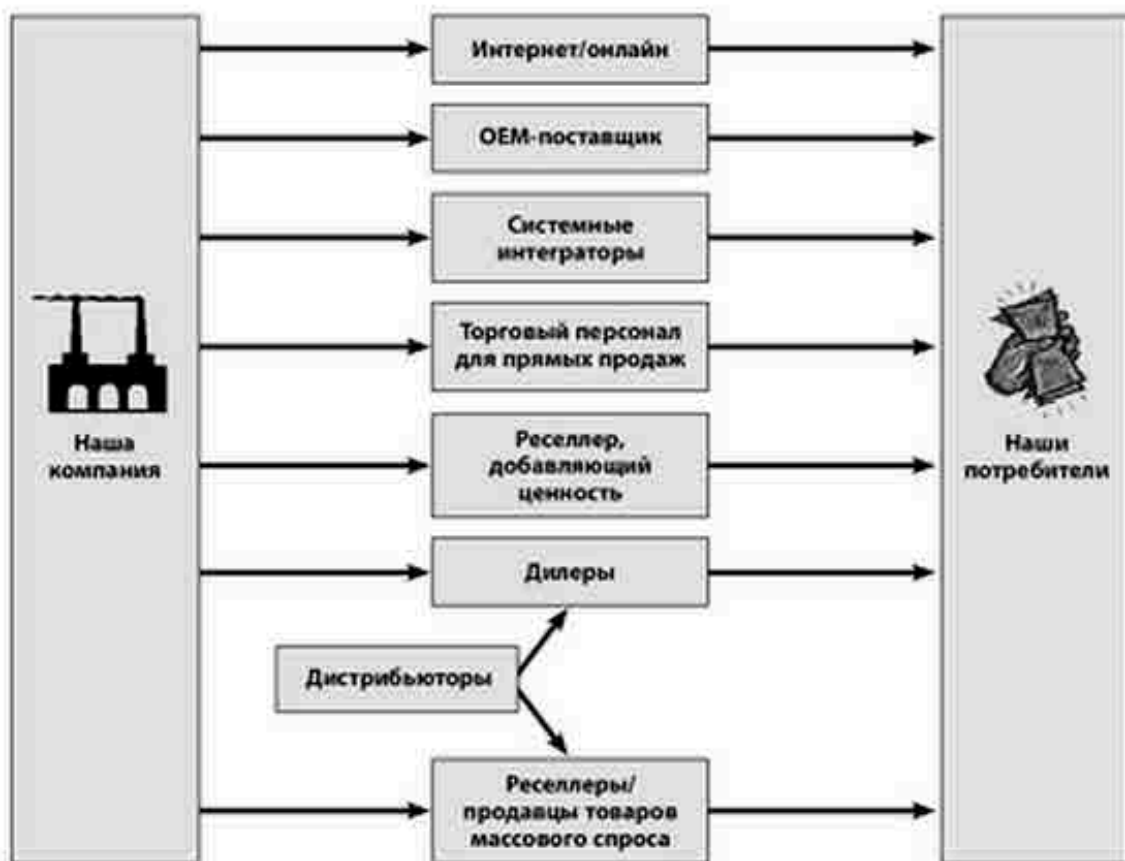 Интернет/онлайн
ОЕМ-поставщик
Системные
интеграторы
Торговый персонал
для прямых продаж
Наша
компания
Реселлер,
добавляющий
ценность
Наши
потребители
Дилеры
Дистрибьюторы
Реселлеры/
продавцы товаров
массового спроса